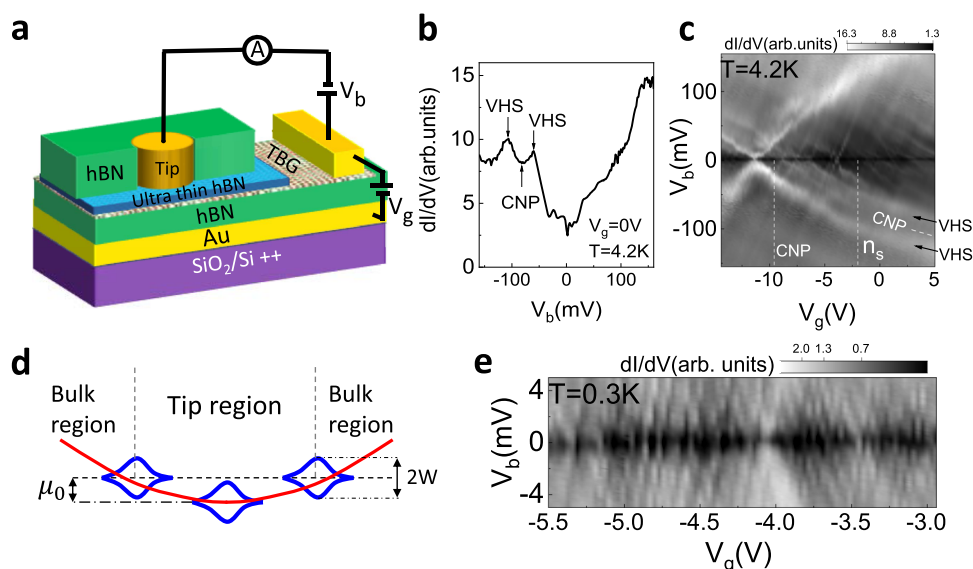 a
A
V_b
hBN
Tip
TBG
Ultra thin hBN
hBN
V_g
Au
SiO₂/Si ++
b
dI/dV(arb.units)
15
10
5
0
VHS
VHS
CNP
V_g=0V
T=4.2K
-100
0
100
V_b(mV)
c
dI/dV(arb.units)
16.3 8.8 1.3
T=4.2K
V_b(mV)
100
0
-100
CNP
n_s
CNP
VHS
VHS
-10 -5 0 5
V_g(V)
d
Bulk
region
Tip region
Bulk
region
μ₀
2W
e
dI/dV(arb. units)
2.0 1.3 0.7
T=0.3K
V_b(mV)
4
0
-4
-5.5 -5.0 -4.5 -4.0 -3.5 -3.0
V_g(V)